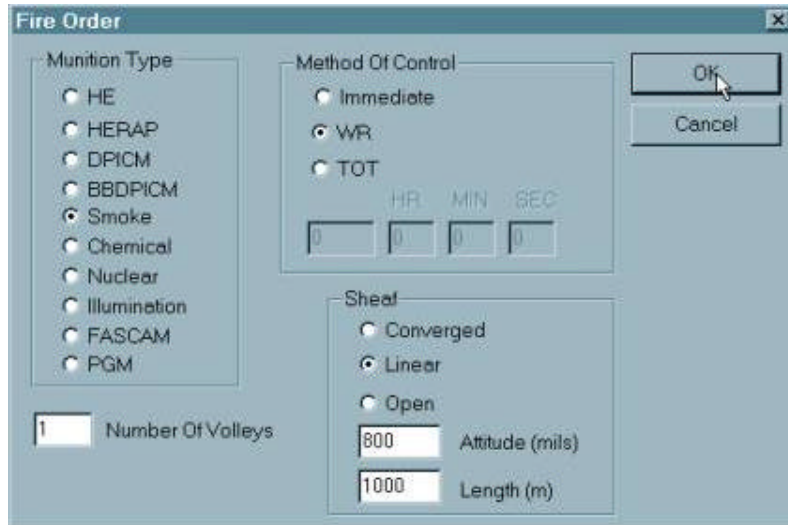 Fire Order
Munition Type
HE
HERAP
DPICM
BBDPICM
Smoke
Chemical
Nuclear
Illumination
FASCAM
PGM
1 Number Of Volleys
Method Of Control
Immediate
WR
TOT
HR MIN SEC
0 0 0 0
Sheaf
Converged
Linear
Open
800 Attitude (mils)
1000 Length (m)
OK
Cancel